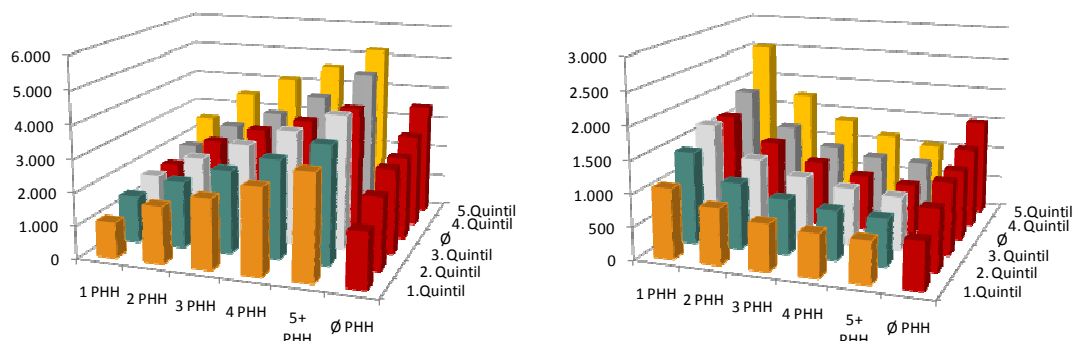 6.000
5.000
4.000
3.000
2.000
1.000
0
1 PHH
2 PHH
3 PHH
4 PHH
5+
PHH
Ø PHH
5.Quintil
4. Quintil
Ø
3. Quintil
2. Quintil
1.Quintil
3.000
2.500
2.000
1.500
1.000
500
0
1 PHH
2 PHH
3 PHH
4 PHH
5+
PHH
Ø PHH
5.Quintil
4. Quintil
Ø
3. Quintil
2. Quintil
1.Quintil